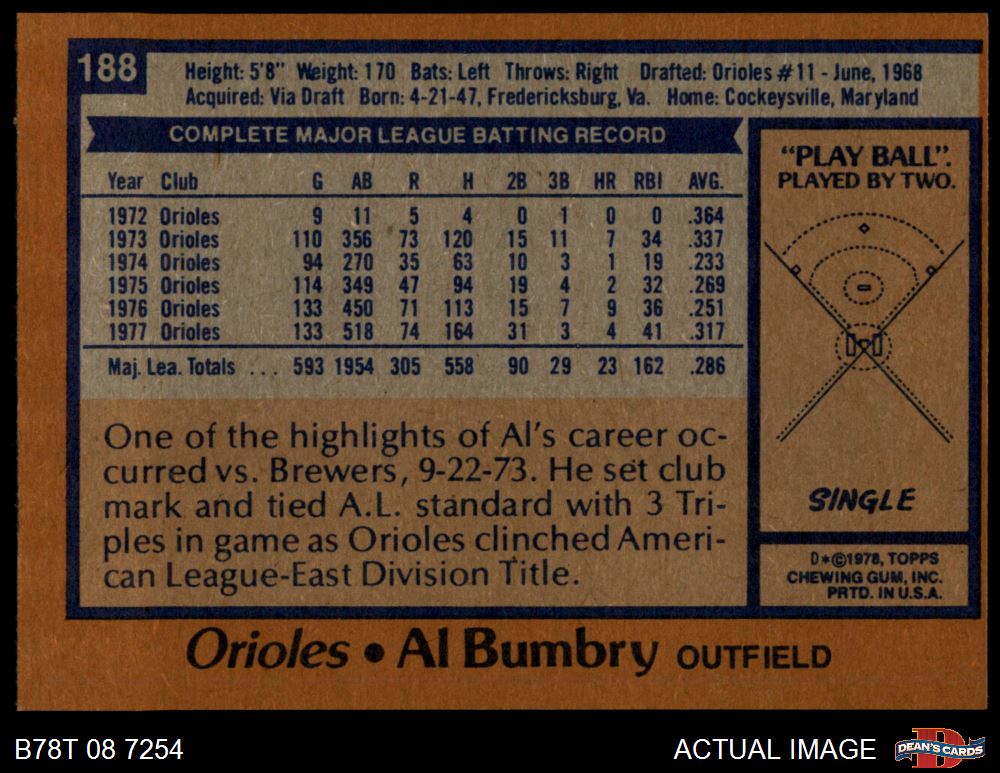 188
Height: 5'8" Weight: 170 Bats: Left Throws: Right Drafted: Orioles #11 - June, 1968
Acquired: Via Draft Born: 4-21-47, Fredericksburg, Va. Home: Cockeysville, Maryland
COMPLETE MAJOR LEAGUE BATTING RECORD
Year Club G AB R H 2B 3B HR RBI AVG.
1972 Orioles 9 11 5 4 0 1 0 0 .364
1973 Orioles 110 356 73 120 15 11 7 34 .337
1974 Orioles 94 270 35 63 10 3 1 19 .233
1975 Orioles 114 349 47 94 19 4 2 32 .269
1976 Orioles 133 450 71 113 15 7 9 36 .251
1977 Orioles 133 518 74 164 31 3 4 41 .317
Maj. Lea. Totals ... 593 1954 305 558 90 29 23 162 .286
One of the highlights of Al's career oc-
curred vs. Brewers, 9-22-73. He set club
mark and tied A.L. standard with 3 Tri-
ples in game as Orioles clinched Ameri-
can League-East Division Title.
"PLAY BALL".
PLAYED BY TWO.
SINGLE
D*©1978, TOPPS
CHEWING GUM, INC.
PRTD. IN U.S.A.
Orioles • Al Bumbry OUTFIELD
B78T 08 7254
ACTUAL IMAGE
DEAN'S CARDS